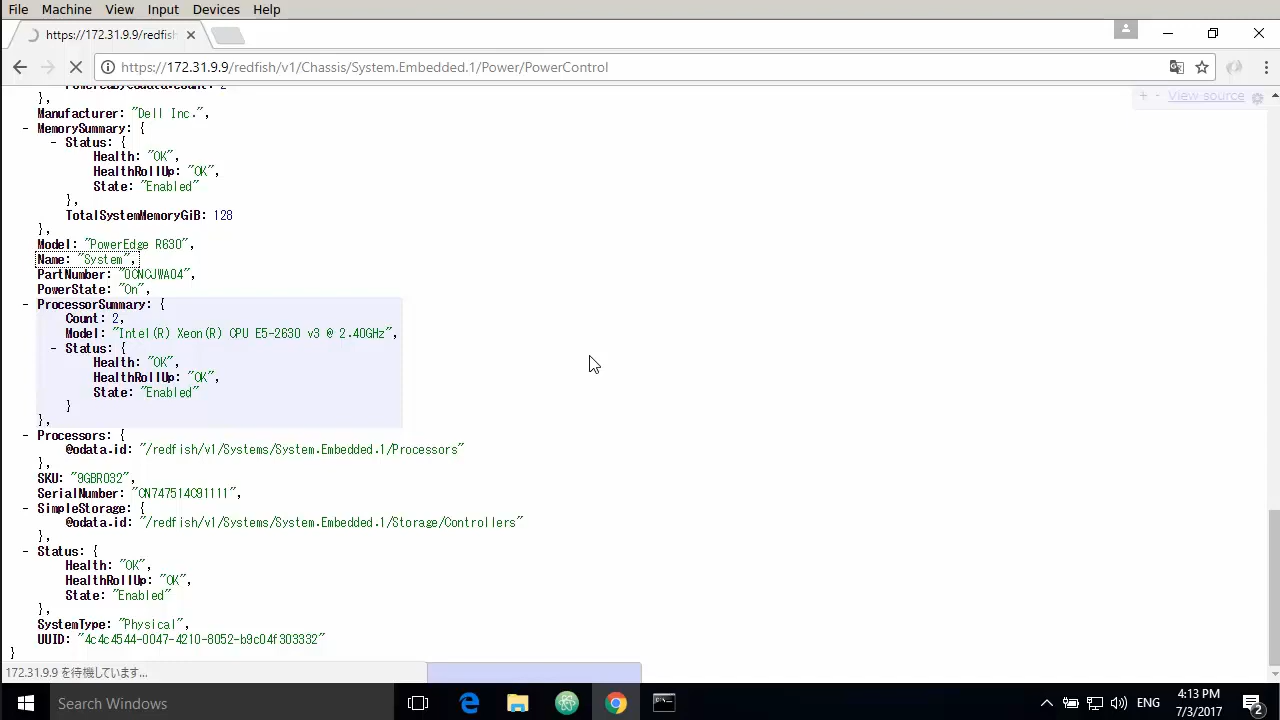 File Machine View Input Devices Help
https://172.31.9.9/redfish
https://172.31.9.9/redfish/v1/Chassis/System.Embedded.1/Power/PowerControl
+ - View source
},
Manufacturer: "Dell Inc.",
- MemorySummary: {
- Status: {
Health: "OK",
HealthRollUp: "OK",
State: "Enabled"
},
TotalSystemMemoryGiB: 128
},
Model: "PowerEdge R630",
Name: "System",
PartNumber: "0CNCJWA04",
PowerState: "On",
- ProcessorSummary: {
Count: 2,
Model: "Intel(R) Xeon(R) CPU E5-2630 v3 @ 2.40GHz",
- Status: {
Health: "OK",
HealthRollUp: "OK",
State: "Enabled"
}
},
- Processors: {
@odata.id: "/redfish/v1/Systems/System.Embedded.1/Processors"
},
SKU: "9GBR032",
SerialNumber: "CN747514C91111",
- SimpleStorage: {
@odata.id: "/redfish/v1/Systems/System.Embedded.1/Storage/Controllers"
},
- Status: {
Health: "OK",
HealthRollUp: "OK",
State: "Enabled"
},
SystemType: "Physical",
UUID: "4c4c4544-0047-4210-8052-b9c04f303332"
}
172.31.9.9 を待機しています...
Search Windows
ENG
4:13 PM
7/3/2017
2